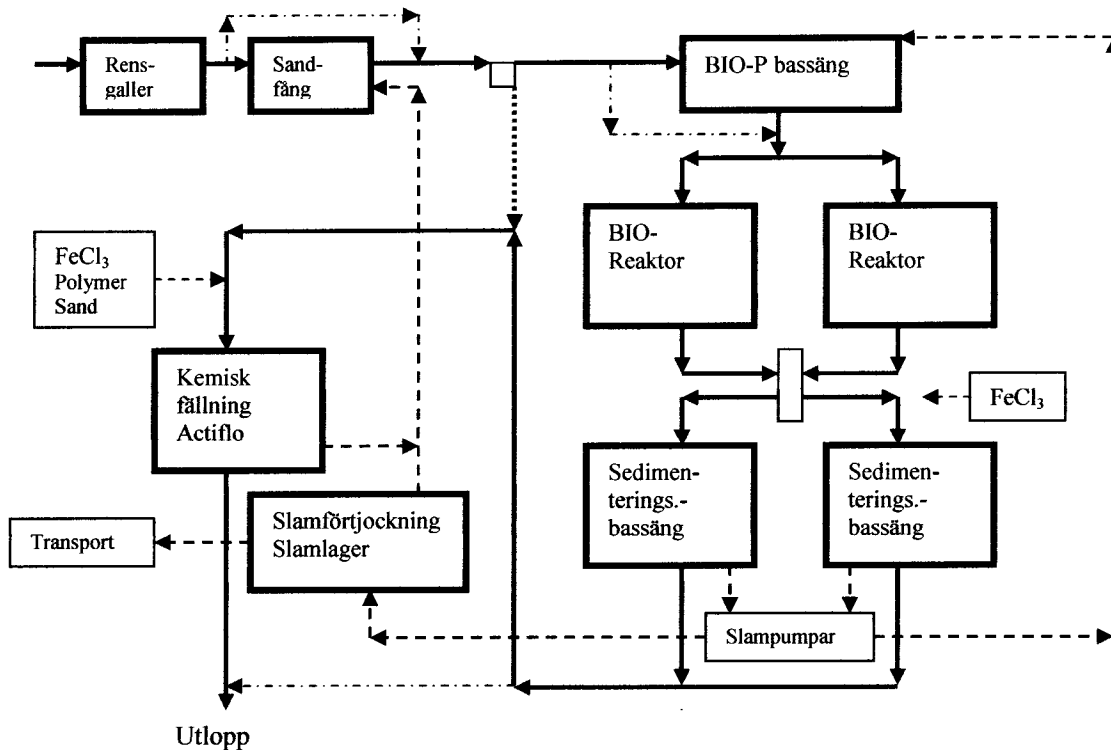 Rens-
galler
Sand-
fång
BIO-P bassäng
BIO-
Reaktor
BIO-
Reaktor
FeCl₃
Polymer
Sand
Kemisk
fällning
Actiflo
FeCl₃
Sedimen-
terings.-
bassäng
Sedimen-
terings.-
bassäng
Slamförtjockning
Slamlager
Transport
Slampumpar
Utlopp